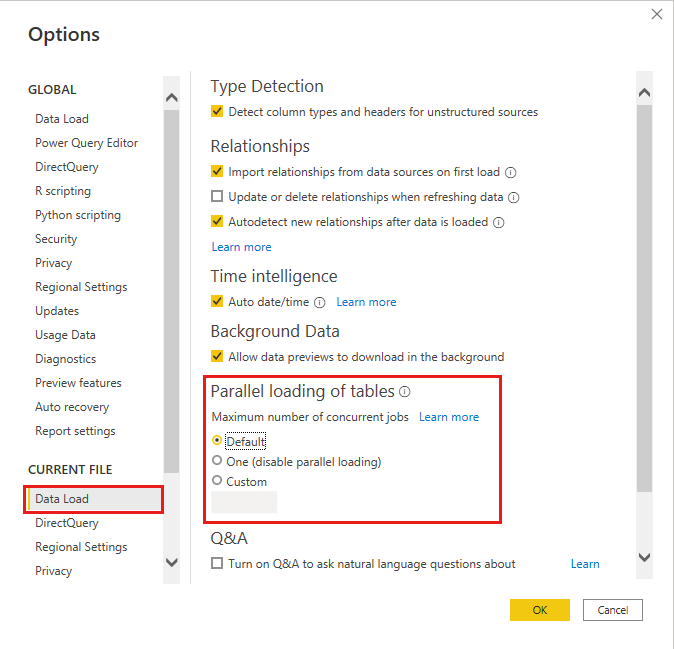 Options
GLOBAL
Data Load
Power Query Editor
DirectQuery
R scripting
Python scripting
Security
Privacy
Regional Settings
Updates
Usage Data
Diagnostics
Preview features
Auto recovery
Report settings
CURRENT FILE
Data Load
DirectQuery
Regional Settings
Privacy
Type Detection
Detect column types and headers for unstructured sources
Relationships
Import relationships from data sources on first load
Update or delete relationships when refreshing data
Autodetect new relationships after data is loaded
Learn more
Time intelligence
Auto date/time Learn more
Background Data
Allow data previews to download in the background
Parallel loading of tables
Maximum number of concurrent jobs Learn more
Default
One (disable parallel loading)
Custom
Q&A
Turn on Q&A to ask natural language questions about Learn
OK Cancel